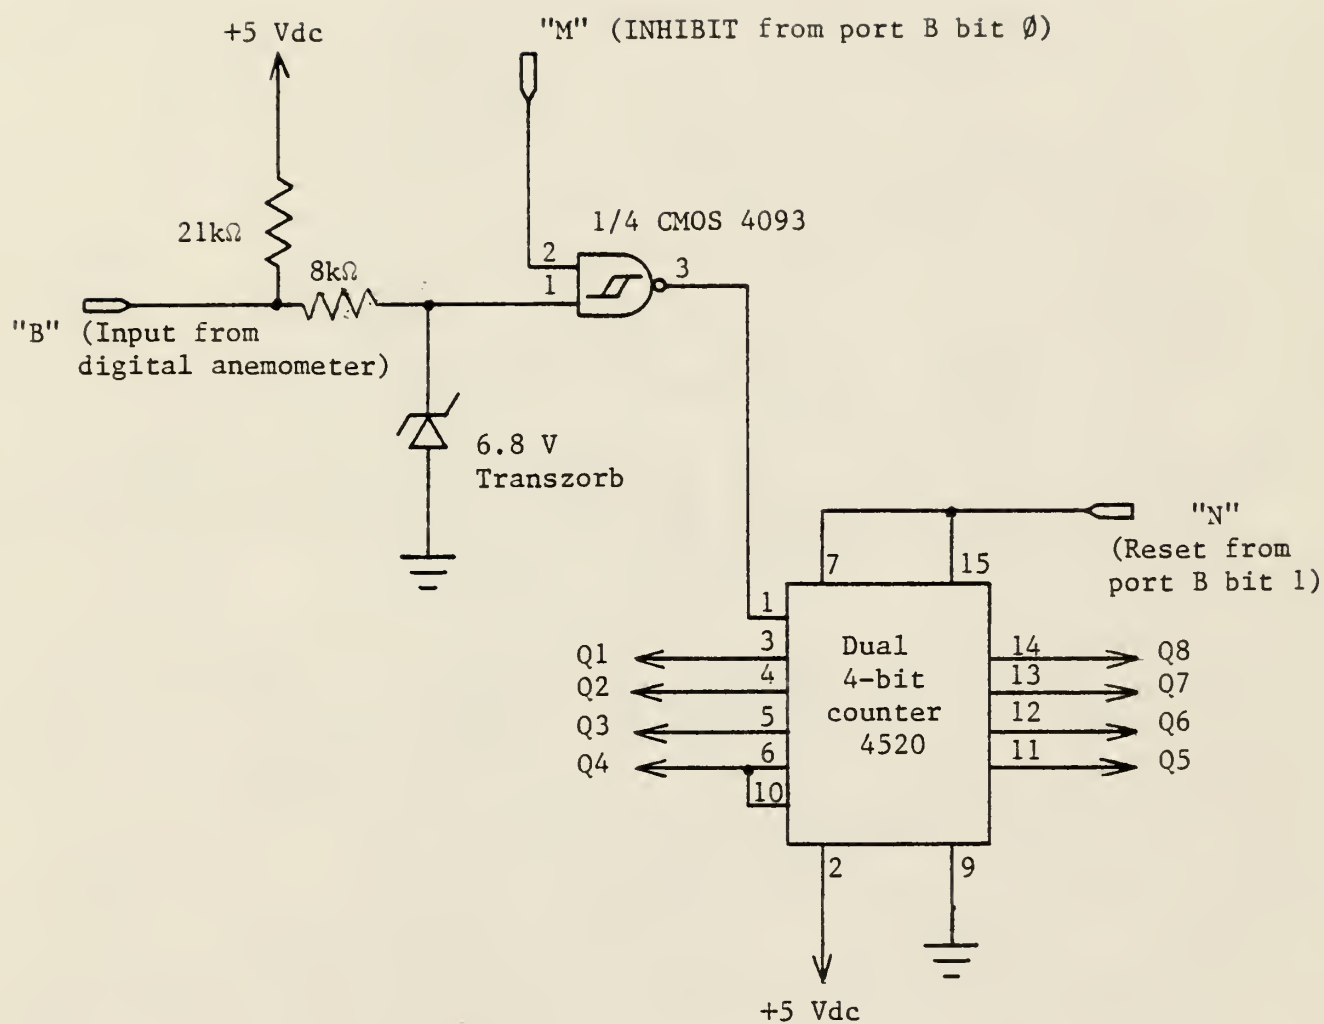 +5 Vdc
"M" (INHIBIT from port B bit Ø)
21kΩ
8kΩ
1/4 CMOS 4093
2
1
3
"B" (Input from
digital anemometer)
6.8 V
Transzorb
"N"
(Reset from
port B bit 1)
7
15
1
3
4
5
6
10
Q1
Q2
Q3
Q4
Dual
4-bit
counter
4520
14
13
12
11
Q8
Q7
Q6
Q5
2
9
+5 Vdc